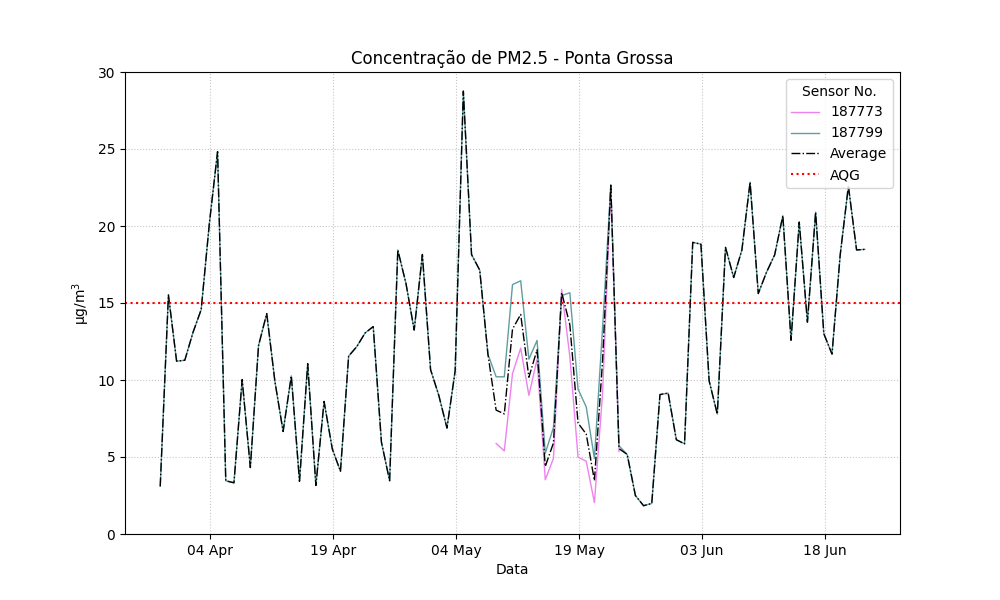 Concentração de PM2.5 - Ponta Grossa
30
25
20
15
10
5
0
µg/m³
Sensor No.
187773
187799
Average
AQG
04 Apr
19 Apr
04 May
19 May
03 Jun
18 Jun
Data